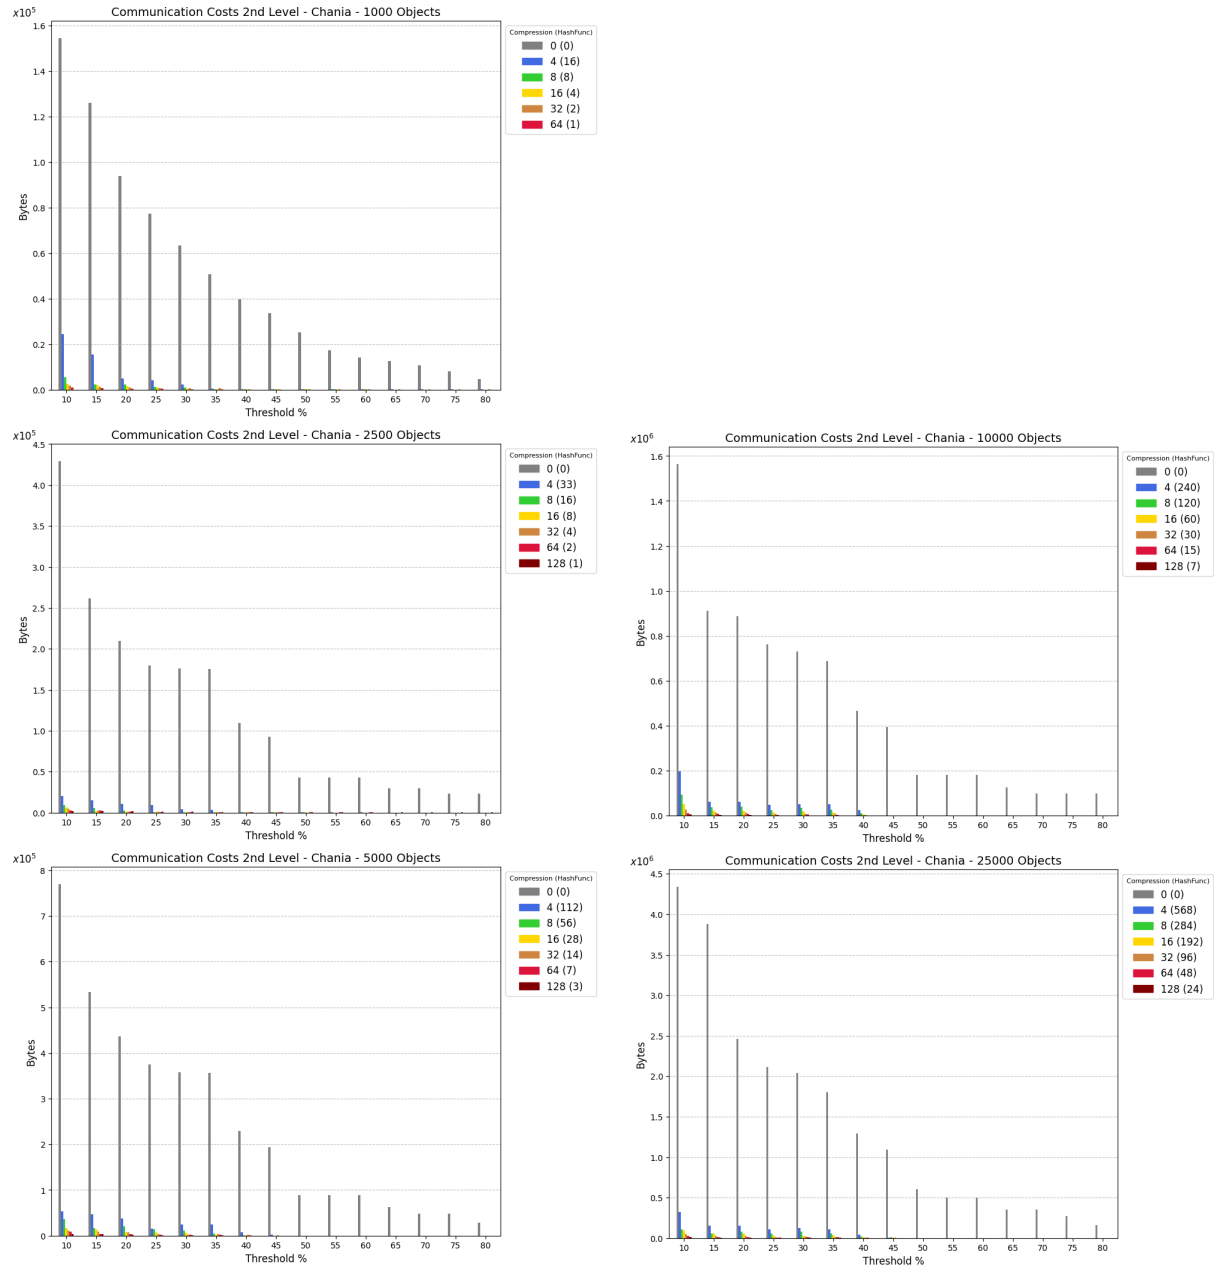 x10^5
Communication Costs 2nd Level - Chania - 1000 Objects
1.6
1.4
1.2
1.0
0.8
0.6
0.4
0.2
0.0
Bytes
10 15 20 25 30 35 40 45 50 55 60 65 70 75 80
Threshold %
Compression (HashFunc)
0 (0)
4 (16)
8 (8)
16 (4)
32 (2)
64 (1)
x10^5
Communication Costs 2nd Level - Chania - 2500 Objects
4.5
4.0
3.5
3.0
2.5
2.0
1.5
1.0
0.5
0.0
Bytes
10 15 20 25 30 35 40 45 50 55 60 65 70 75 80
Threshold %
Compression (HashFunc)
0 (0)
4 (33)
8 (16)
16 (8)
32 (4)
64 (2)
128 (1)
x10^6
Communication Costs 2nd Level - Chania - 10000 Objects
1.6
1.4
1.2
1.0
0.8
0.6
0.4
0.2
0.0
Bytes
10 15 20 25 30 35 40 45 50 55 60 65 70 75 80
Threshold %
Compression (HashFunc)
0 (0)
4 (240)
8 (120)
16 (60)
32 (30)
64 (15)
128 (7)
x10^5
Communication Costs 2nd Level - Chania - 5000 Objects
8
7
6
5
4
3
2
1
0
Bytes
10 15 20 25 30 35 40 45 50 55 60 65 70 75 80
Threshold %
Compression (HashFunc)
0 (0)
4 (112)
8 (56)
16 (28)
32 (14)
64 (7)
128 (3)
x10^6
Communication Costs 2nd Level - Chania - 25000 Objects
4.5
4.0
3.5
3.0
2.5
2.0
1.5
1.0
0.5
0.0
Bytes
10 15 20 25 30 35 40 45 50 55 60 65 70 75 80
Threshold %
Compression (HashFunc)
0 (0)
4 (568)
8 (284)
16 (192)
32 (96)
64 (48)
128 (24)